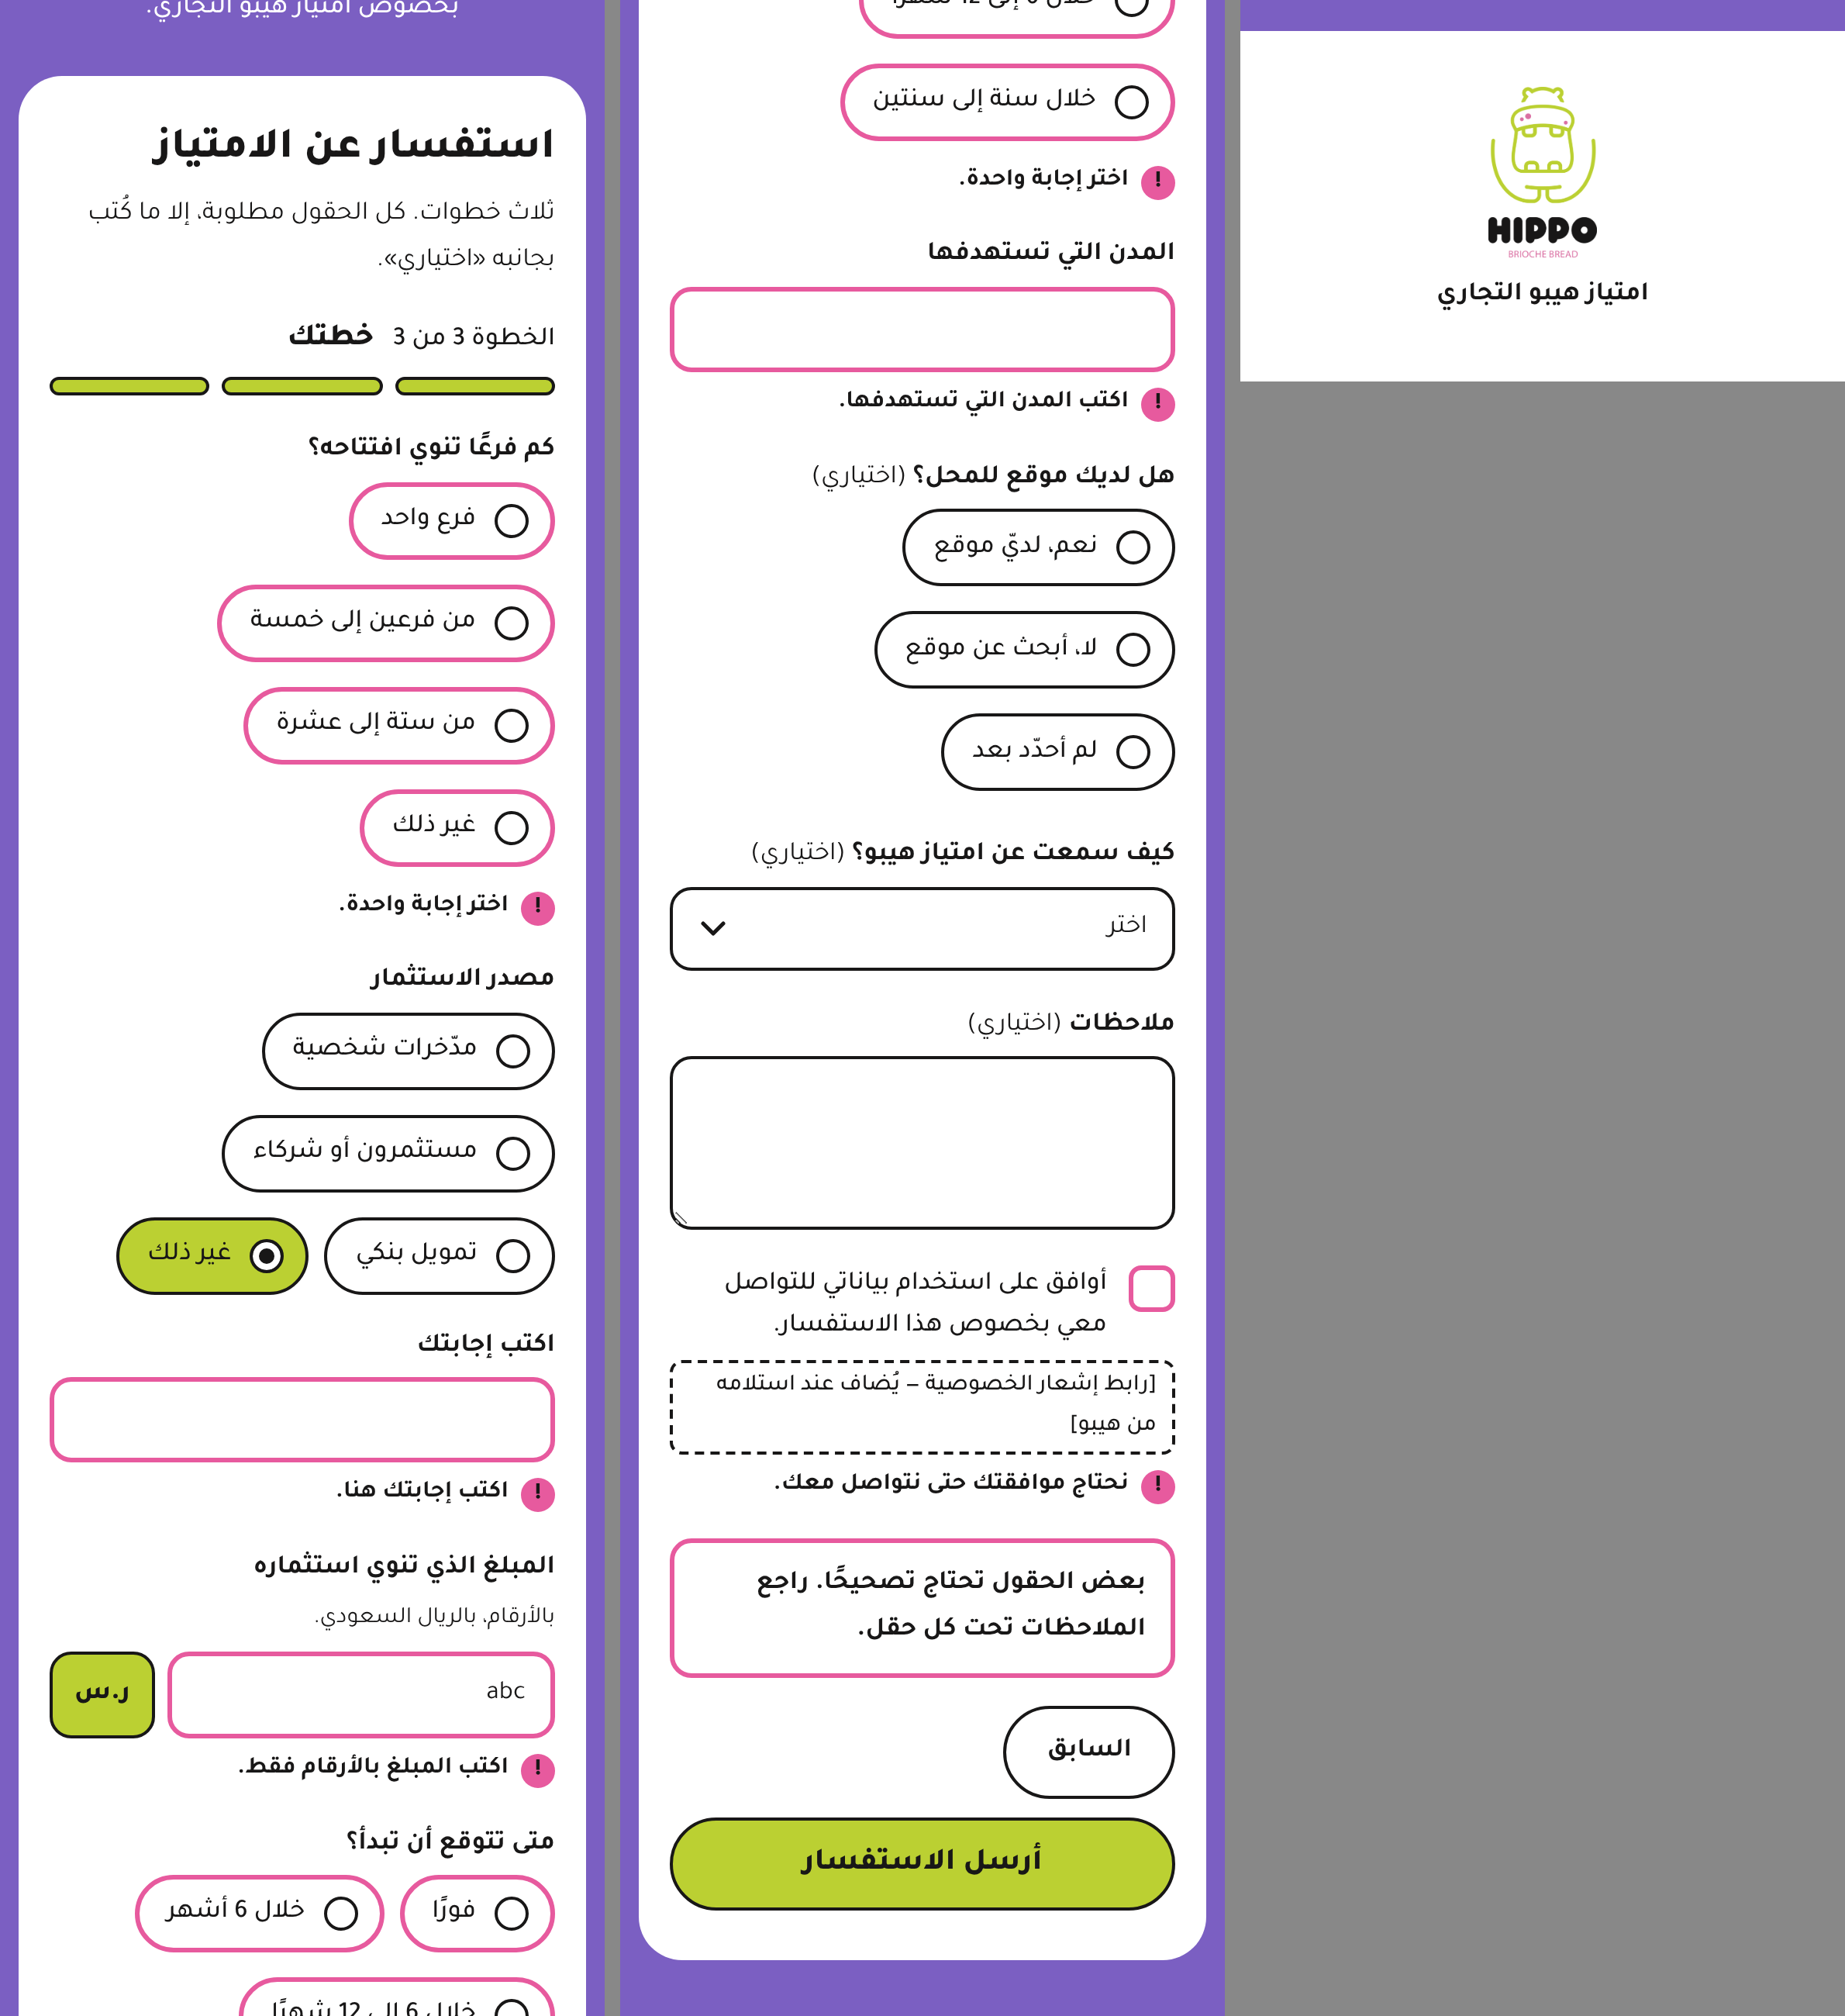 بخصوص امتياز هيبو التجاري.
استفسار عن الامتياز
ثلاث خطوات. كل الحقول مطلوبة، إلا ما كُتب
بجانبه «اختياري».
الخطوة 3 من 3 خطتك
كم فرعًا تنوي افتتاحه؟
فرع واحد
من فرعين إلى خمسة
من ستة إلى عشرة
غير ذلك
! اختر إجابة واحدة.
مصدر الاستثمار
مدّخرات شخصية
مستثمرون أو شركاء
تمويل بنكي
غير ذلك
اكتب إجابتك
! اكتب إجابتك هنا.
المبلغ الذي تنوي استثماره
بالأرقام، بالريال السعودي.
abc
ر.س
! اكتب المبلغ بالأرقام فقط.
متى تتوقع أن تبدأ؟
فورًا
خلال 6 أشهر
خلال 6 إلى 12 شهرًا
خلال 6 إلى 12 شهرًا
خلال سنة إلى سنتين
! اختر إجابة واحدة.
المدن التي تستهدفها
! اكتب المدن التي تستهدفها.
هل لديك موقع للمحل؟ (اختياري)
نعم، لديّ موقع
لا، أبحث عن موقع
لم أحدّد بعد
كيف سمعت عن امتياز هيبو؟ (اختياري)
اختر
ملاحظات (اختياري)
أوافق على استخدام بياناتي للتواصل
معي بخصوص هذا الاستفسار.
[رابط إشعار الخصوصية – يُضاف عند استلامه
من هيبو]
! نحتاج موافقتك حتى نتواصل معك.
بعض الحقول تحتاج تصحيحًا. راجع
الملاحظات تحت كل حقل.
السابق
أرسل الاستفسار
HIPPO
BRIOCHE BREAD
امتياز هيبو التجاري